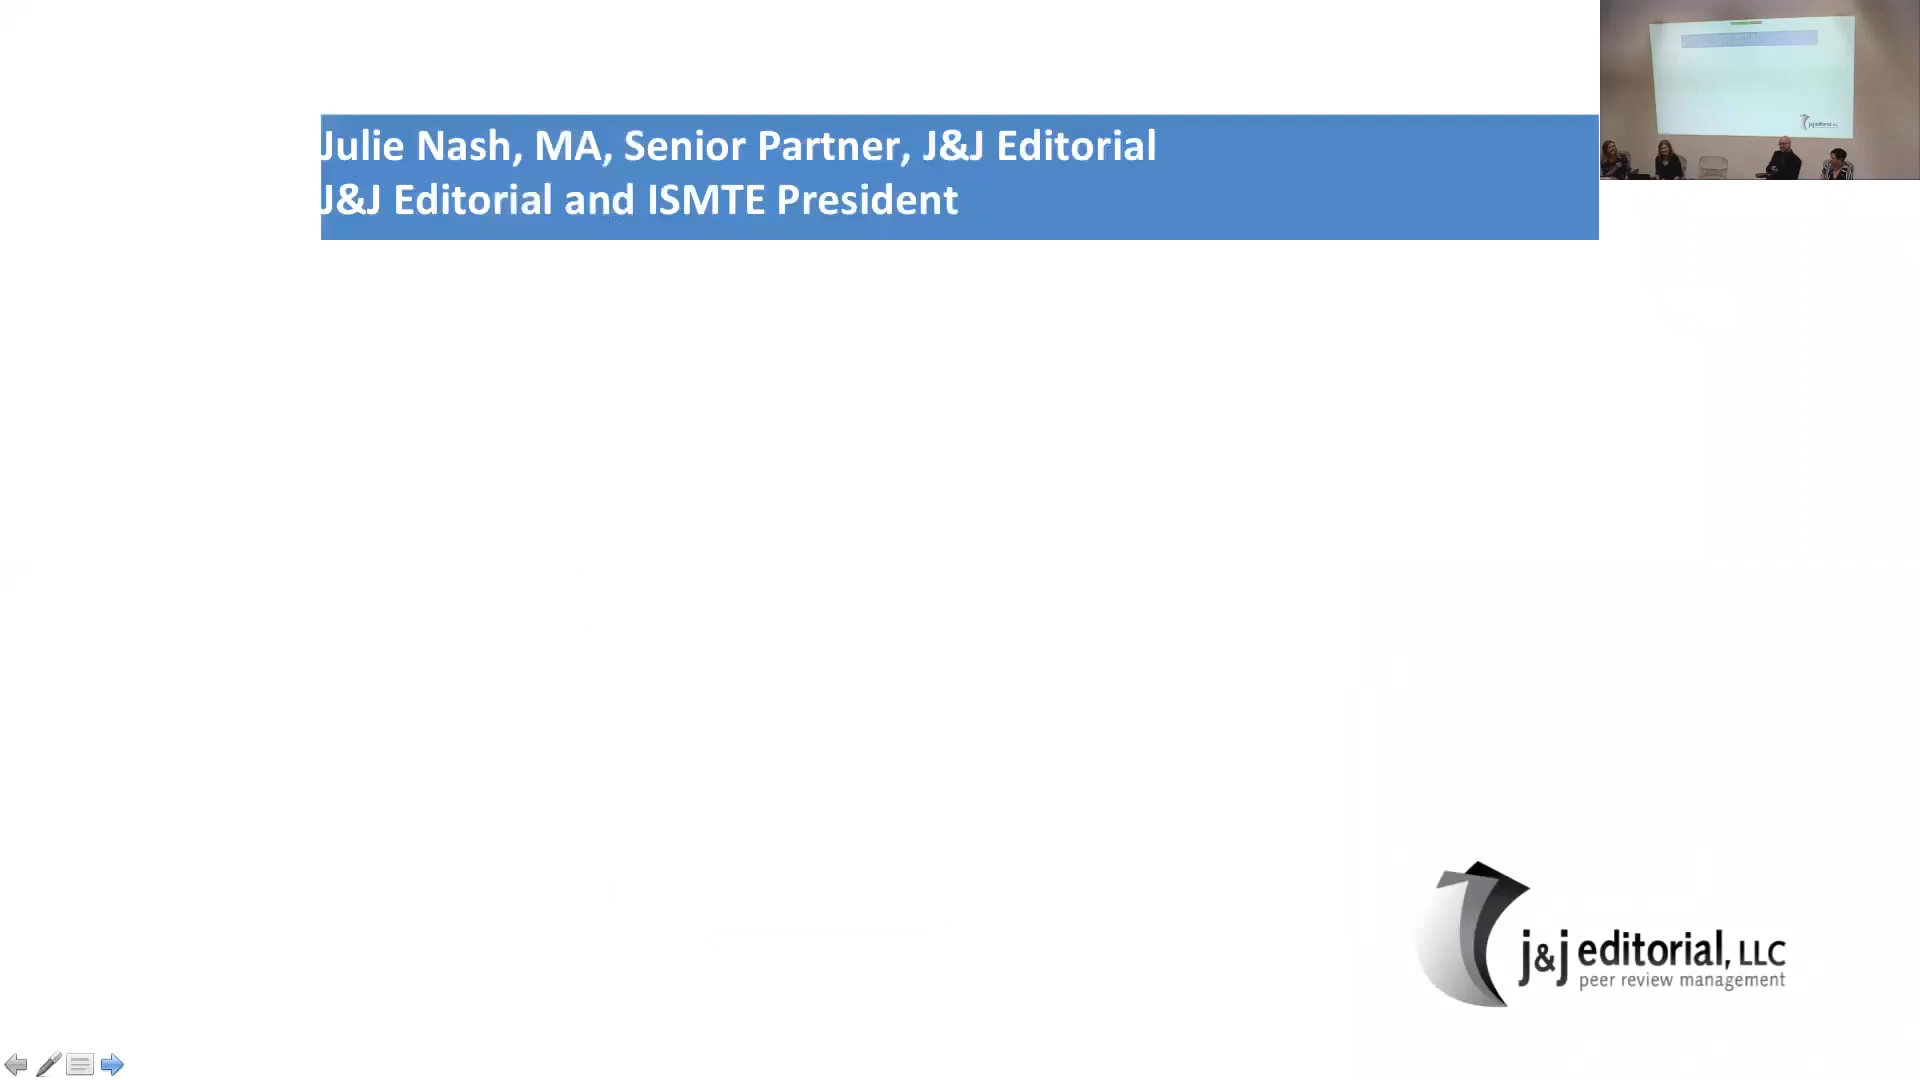 Julie Nash, MA, Senior Partner, J&J Editorial
J&J Editorial and ISMTE President
j&j editorial, LLC
peer review management